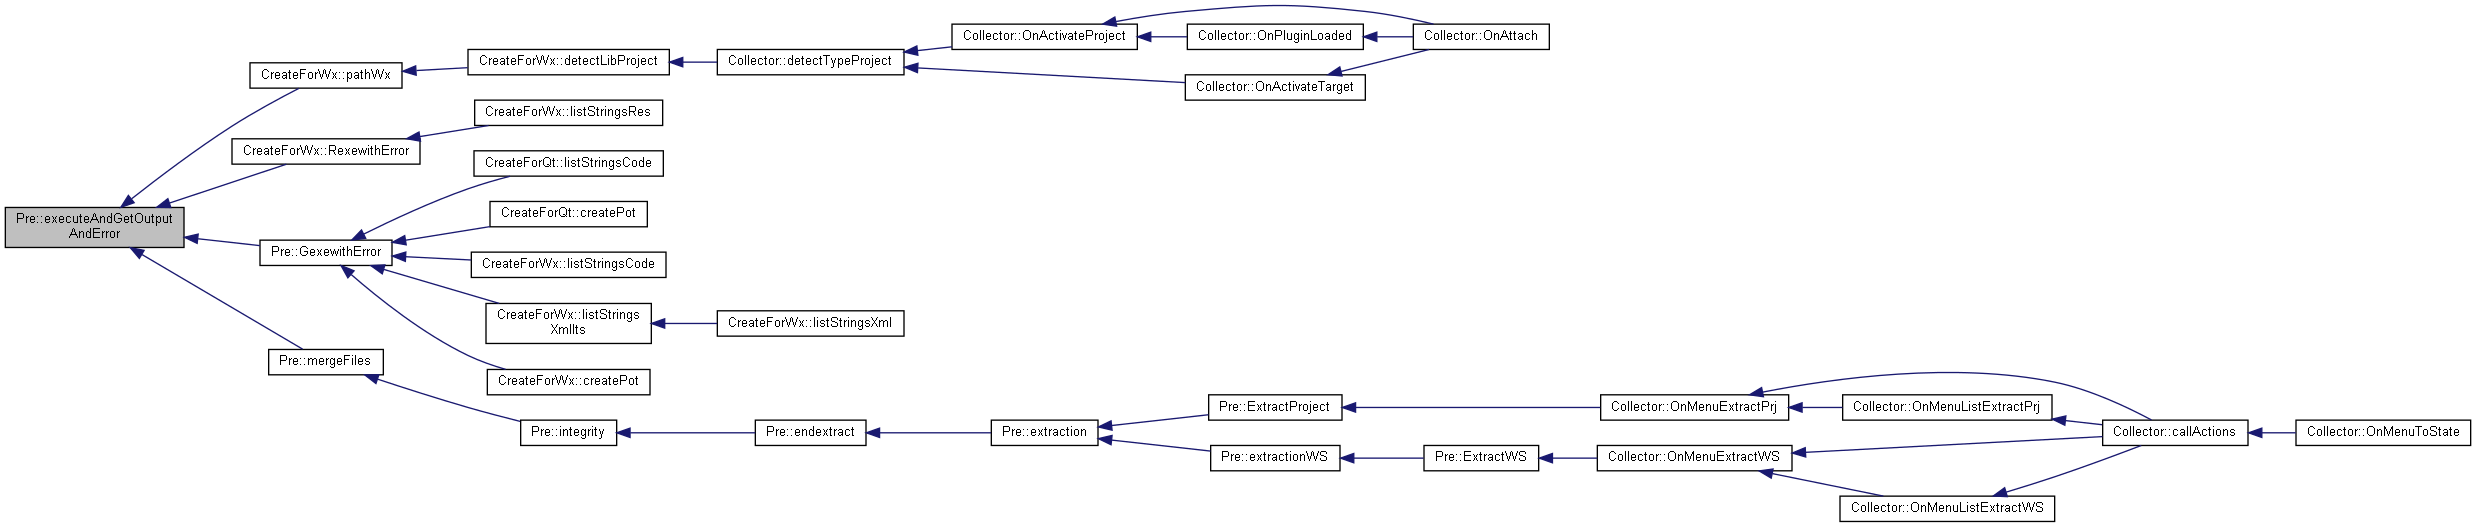 Collector::OnActivateProject
Collector::OnPluginLoaded
Collector::OnAttach
CreateForWx::detectLibProject
Collector::detectTypeProject
CreateForWx::pathWx
Collector::OnActivateTarget
CreateForWx::listStringsRes
CreateForWx::RexewithError
CreateForQt::listStringsCode
CreateForQt::createPot
Pre::executeAndGetOutput
AndError
Pre::GexewithError
CreateForWx::listStringsCode
CreateForWx::listStrings
XmlIts
CreateForWx::listStringsXml
Pre::mergeFiles
CreateForWx::createPot
Pre::ExtractProject
Collector::OnMenuExtractPrj
Collector::OnMenuListExtractPrj
Pre::integrity
Pre::endextract
Pre::extraction
Collector::callActions
Collector::OnMenuToState
Pre::extractionWS
Pre::ExtractWS
Collector::OnMenuExtractWS
Collector::OnMenuListExtractWS